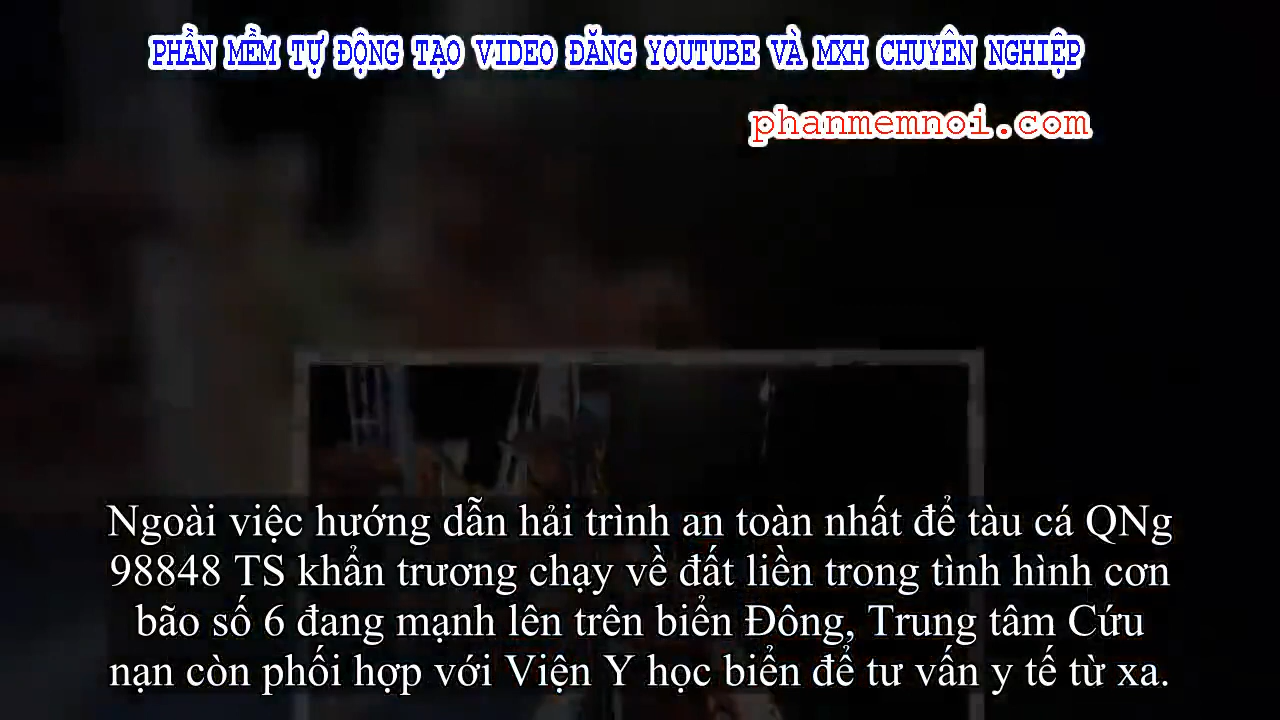 PHẦN MỀM TỰ ĐỘNG TẠO VIDEO ĐĂNG YOUTUBE VÀ MXH CHUYÊN NGHIỆP
phanmemnoi.com
Ngoài việc hướng dẫn hải trình an toàn nhất để tàu cá QNg
98848 TS khẩn trương chạy về đất liền trong tình hình cơn
bão số 6 đang mạnh lên trên biển Đông, Trung tâm Cứu
nạn còn phối hợp với Viện Y học biển để tư vấn y tế từ xa.